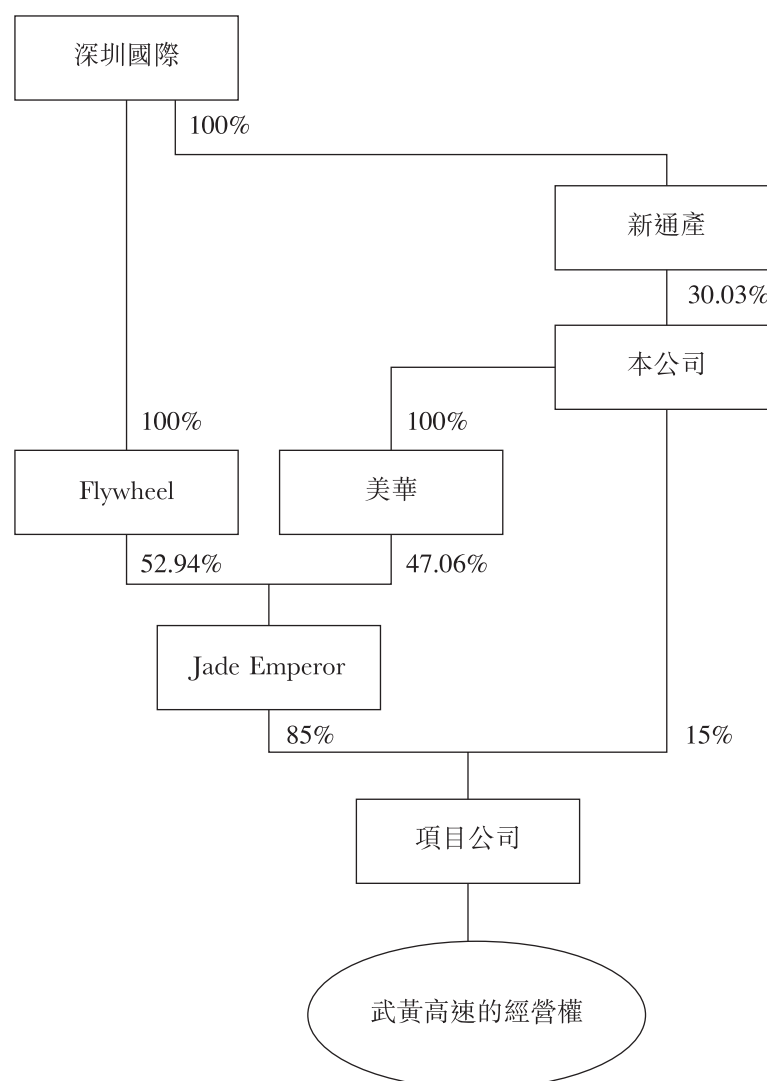 深圳國際
100%
新通產
30.03%
本公司
100%
100%
Flywheel
美華
52.94%
47.06%
Jade Emperor
85%
15%
項目公司
武黃高速的經營權